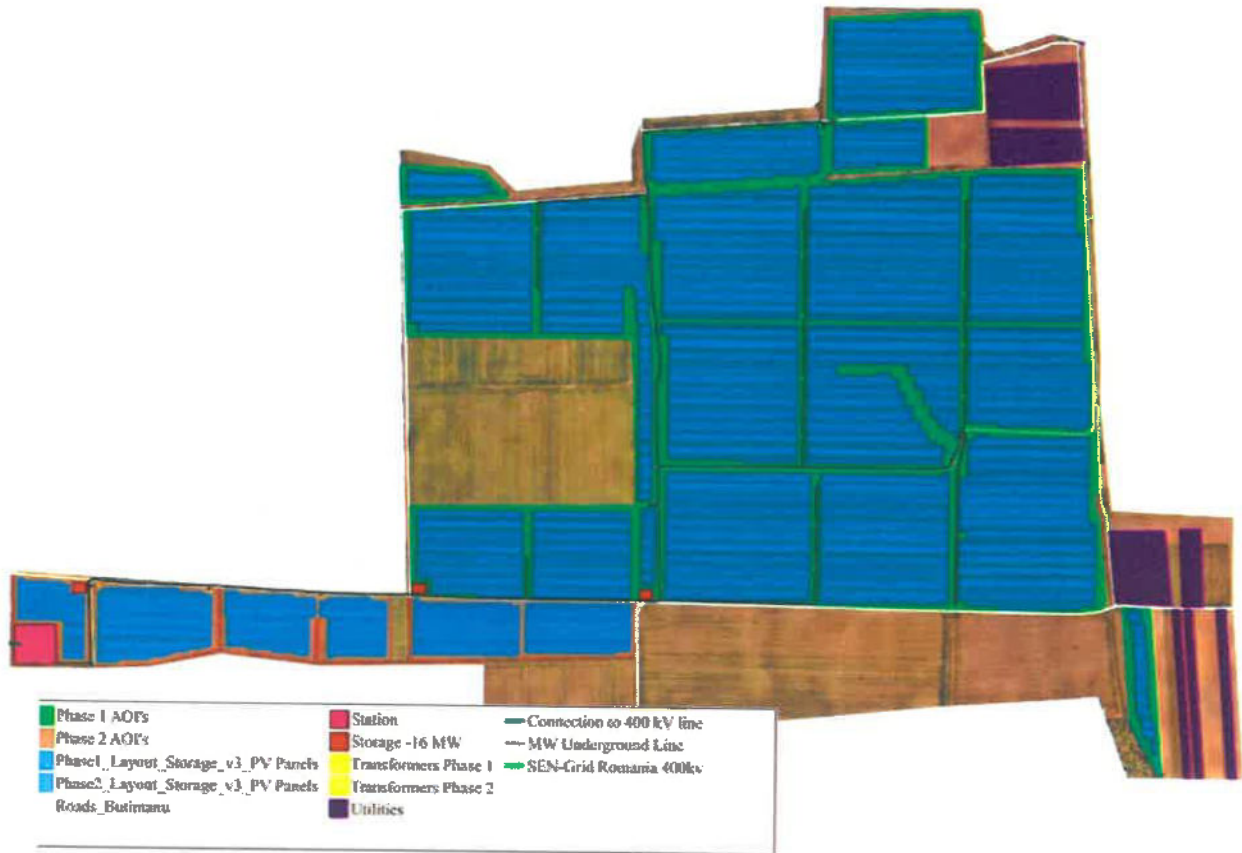 Phase 1 AOI's
Phase 2 AOI's
Phase1_Layout_Storage_v3_PV Panels
Phase2_Layout_Storage_v3_PV Panels
Roads_Butimanu
Station
Storage -16 MW
Transformers Phase 1
Transformers Phase 2
Utilities
Connection to 400 kV line
MW Underground Line
SEN-Grid Romania 400kv